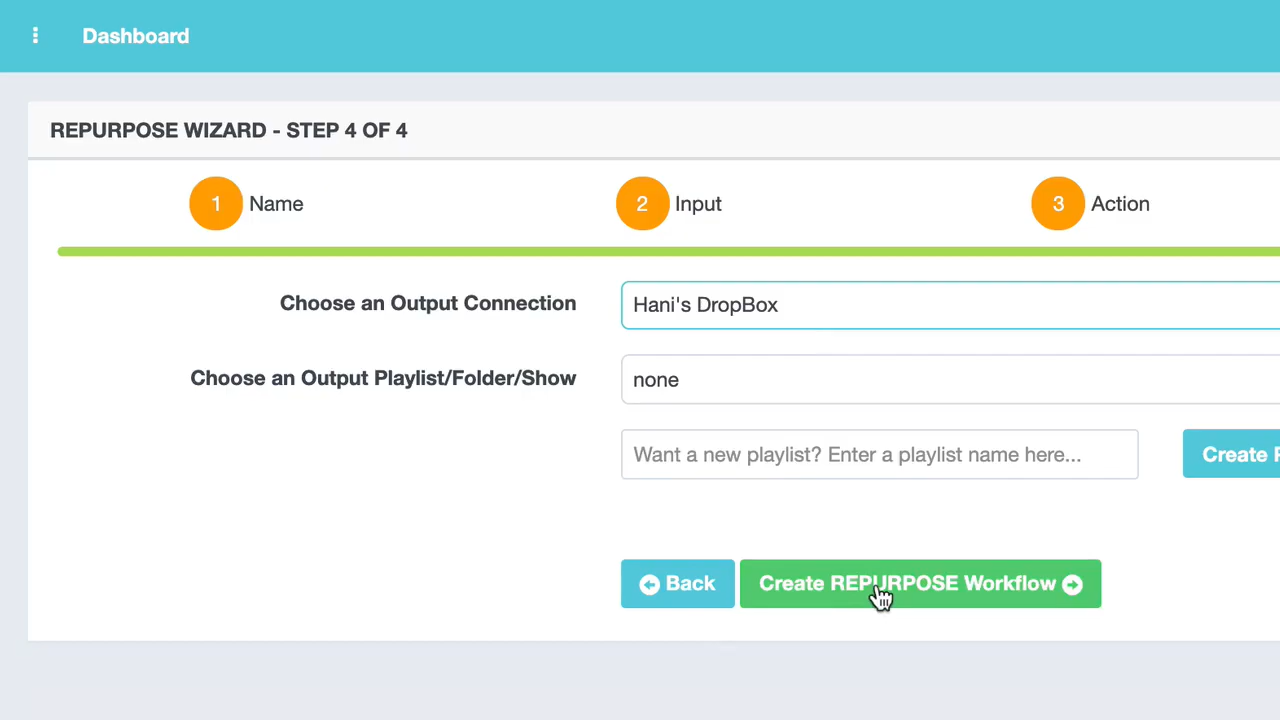 Dashboard
REPURPOSE WIZARD - STEP 4 OF 4
1 Name 2 Input 3 Action
Choose an Output Connection Hani's DropBox
Choose an Output Playlist/Folder/Show none
Want a new playlist? Enter a playlist name here... Create
Back Create REPURPOSE Workflow